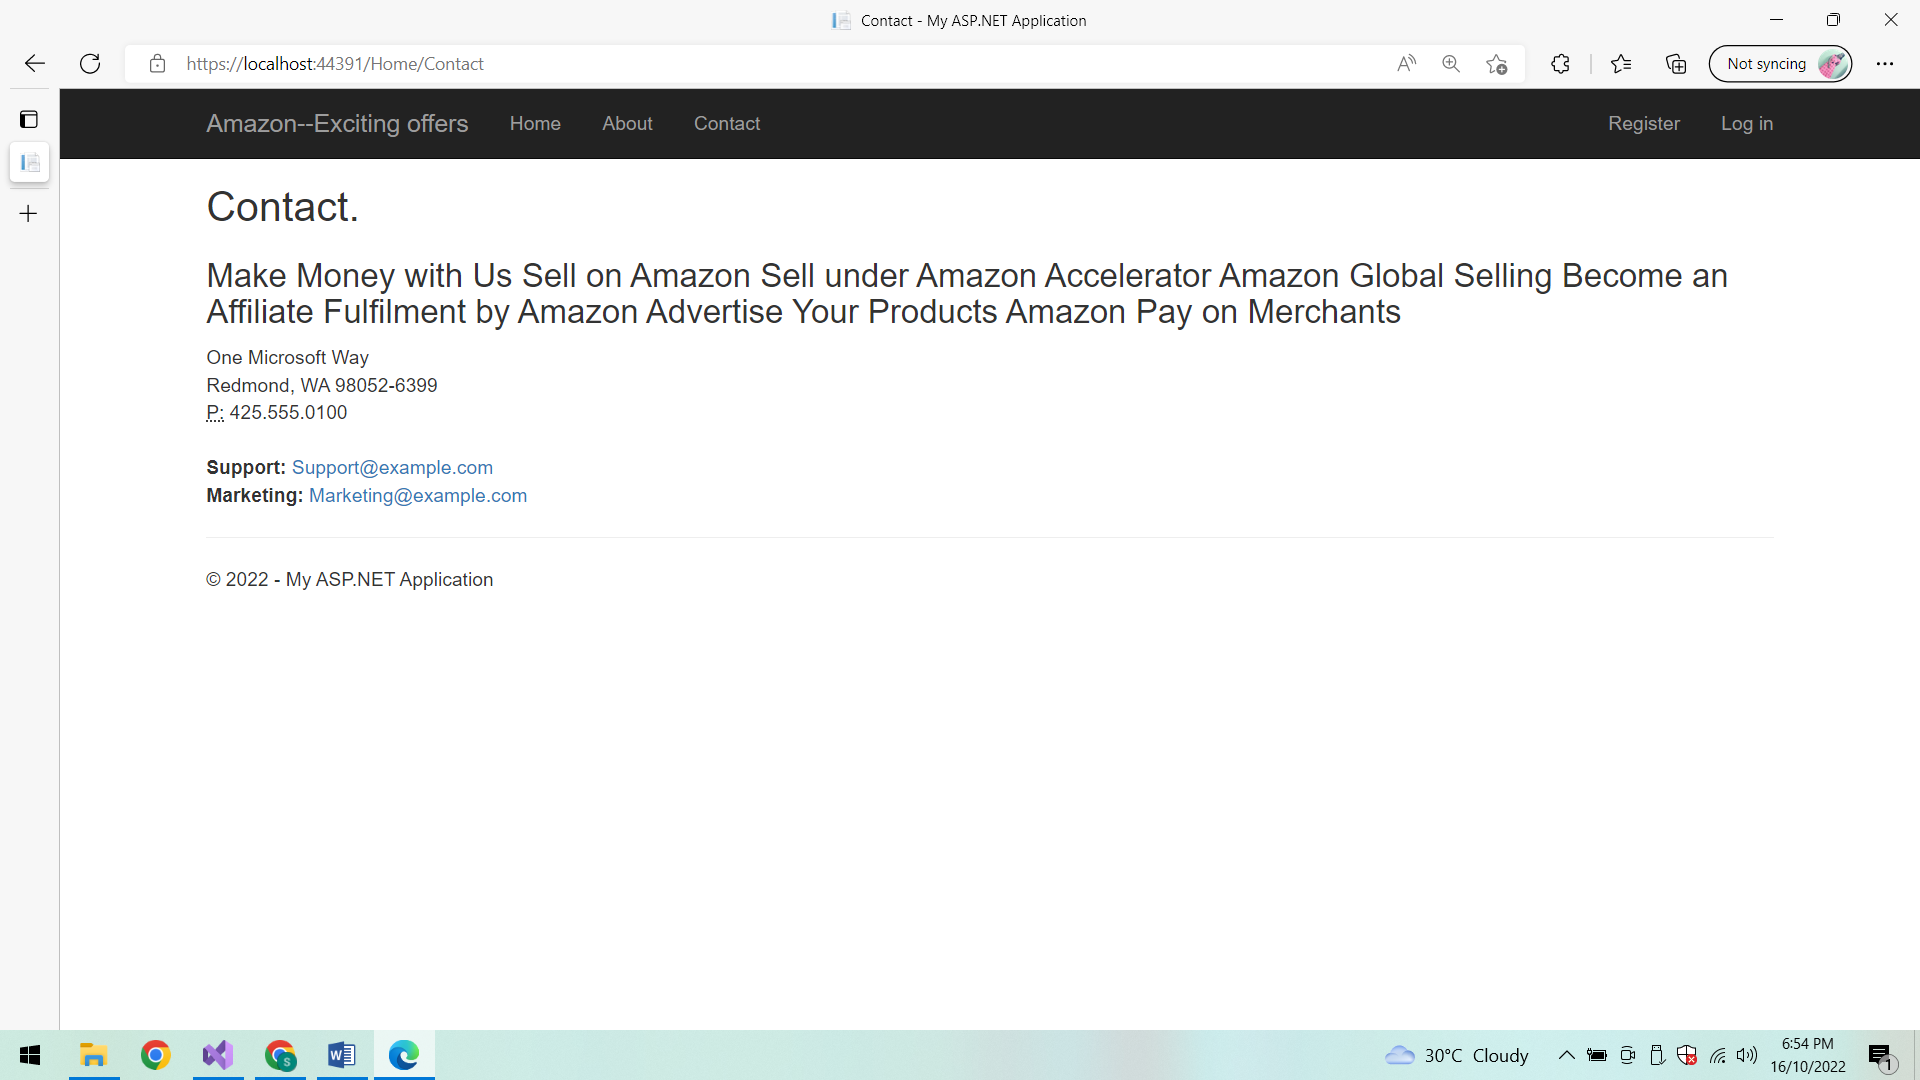 Contact - My ASP.NET Application
https://localhost:44391/Home/Contact
Not syncing
Amazon--Exciting offers Home About Contact Register Log in
Contact.
Make Money with Us Sell on Amazon Sell under Amazon Accelerator Amazon Global Selling Become an
Affiliate Fulfilment by Amazon Advertise Your Products Amazon Pay on Merchants
One Microsoft Way
Redmond, WA 98052-6399
P: 425.555.0100
Support: Support@example.com
Marketing: Marketing@example.com
© 2022 - My ASP.NET Application
30°C Cloudy
6:54 PM
16/10/2022
1